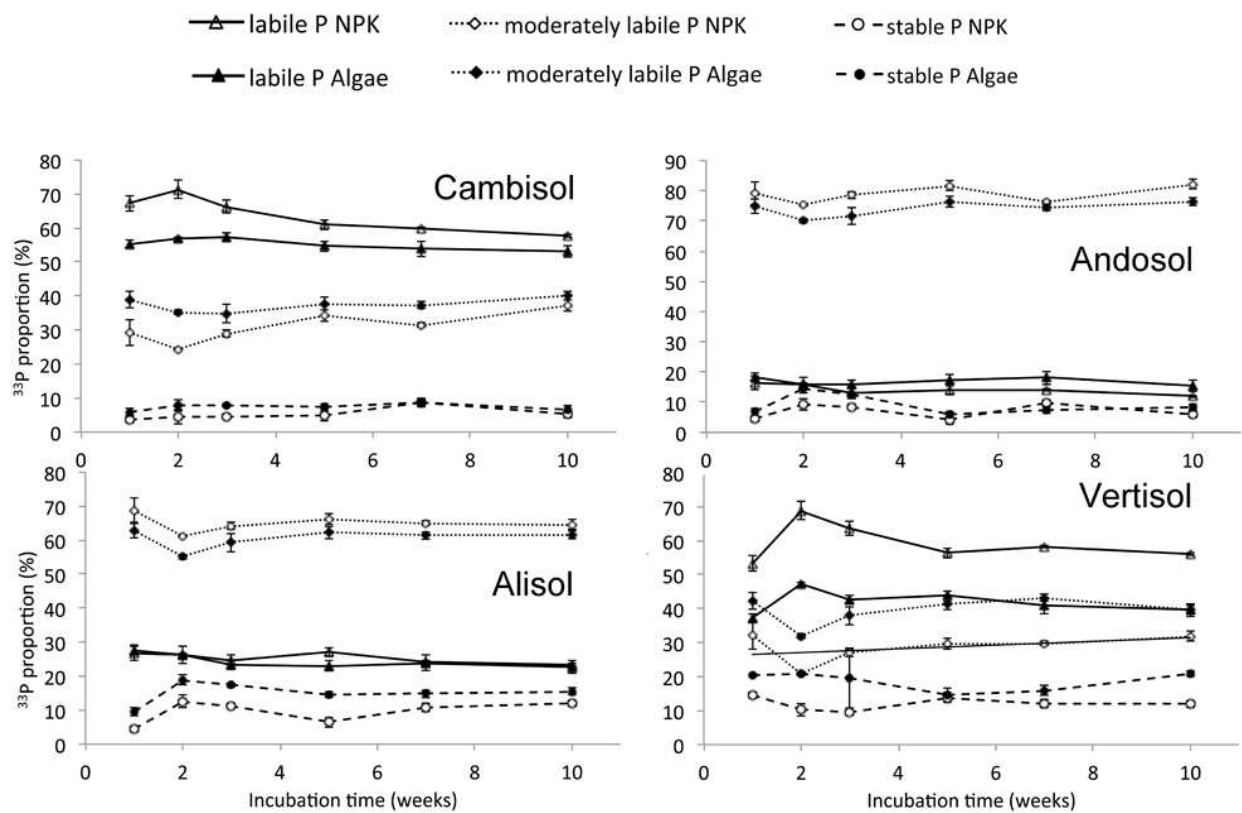 labile P NPK moderately labile P NPK stable P NPK
labile P Algae moderately labile P Algae stable P Algae
80
70
60
50
40
30
20
10
0
³³P proportion (%)
Cambisol
0 2 4 6 8 10
90
80
70
60
50
40
30
20
10
0
Andosol
0 2 4 6 8 10
80
70
60
50
40
30
20
10
0
³³P proportion (%)
Alisol
0 2 4 6 8 10
Incubation time (weeks)
80
70
60
50
40
30
20
10
0
Vertisol
0 2 4 6 8 10
Incubation time (weeks)